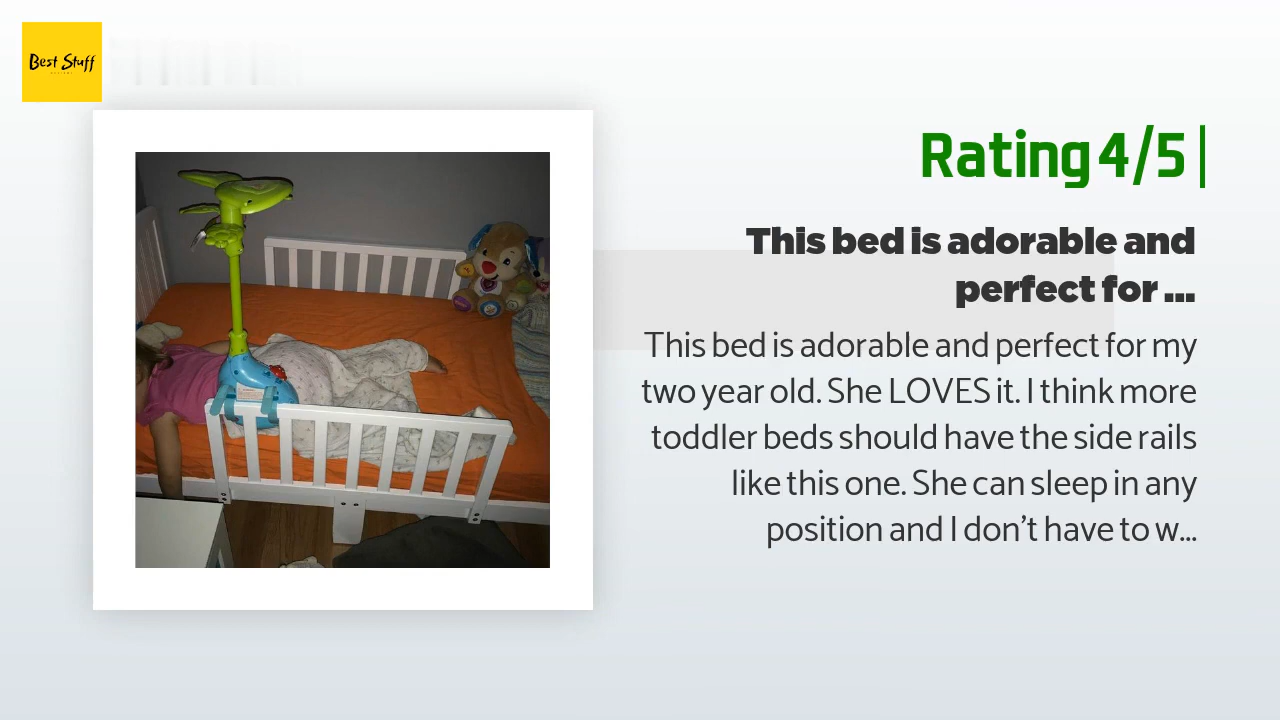 Best Stuff
Rating 4/5 |
This bed is adorable and
perfect for ...
This bed is adorable and perfect for my
two year old. She LOVES it. I think more
toddler beds should have the side rails
like this one. She can sleep in any
position and I don’t have to w...